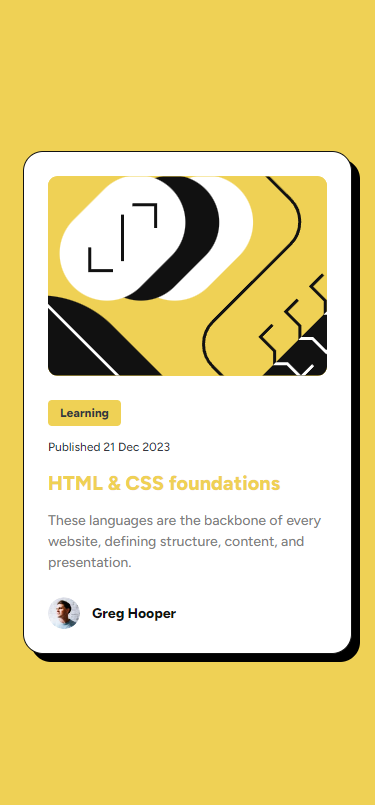 Learning
Published 21 Dec 2023
HTML & CSS foundations
These languages are the backbone of every
website, defining structure, content, and
presentation.
Greg Hooper